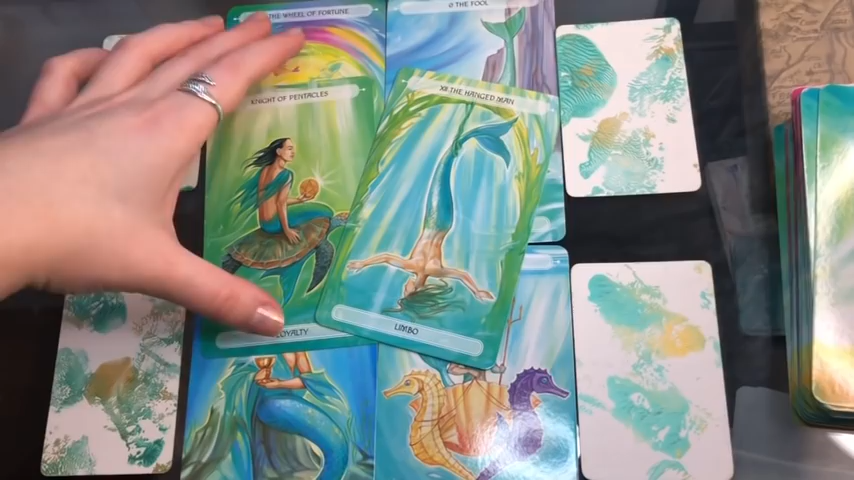 THE WHEEL OF FORTUNE
0 THE FOOL
KNIGHT OF PENTACLES
XII THE HANGED MAN
LOYALTY
LIMBO